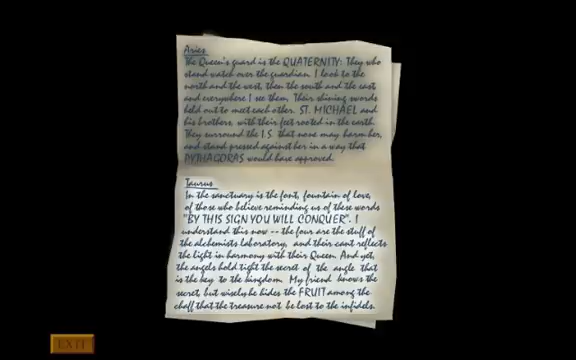 Aries
The Queen's guard is the QUATERNITY: They who
stand watch over the guardian. I look to the
north and the west, then the south and the east
and everywhere I see them. Their shining swords
held out to meet each other. ST. MICHAEL and
his brothers, with their feet rooted in the earth.
They surround the I.S. that none may harm her,
and stand pressed against her in a way that
PYTHAGORAS would have approved.
Taurus
In the sanctuary is the font, fountain of love,
of those who believe reminding us of these words
"BY THIS SIGN YOU WILL CONQUER". I
understand this now -- the four are the stuff of
the alchemists laboratory, and their cant reflects
the light in harmony with their Queen. And yet,
the angels hold tight the secret of the angle that
is the key to the kingdom. My friend knows the
secret, but wisely he hides the FRUIT among the
chaff that the treasure not be lost to the infidels.
EXIT